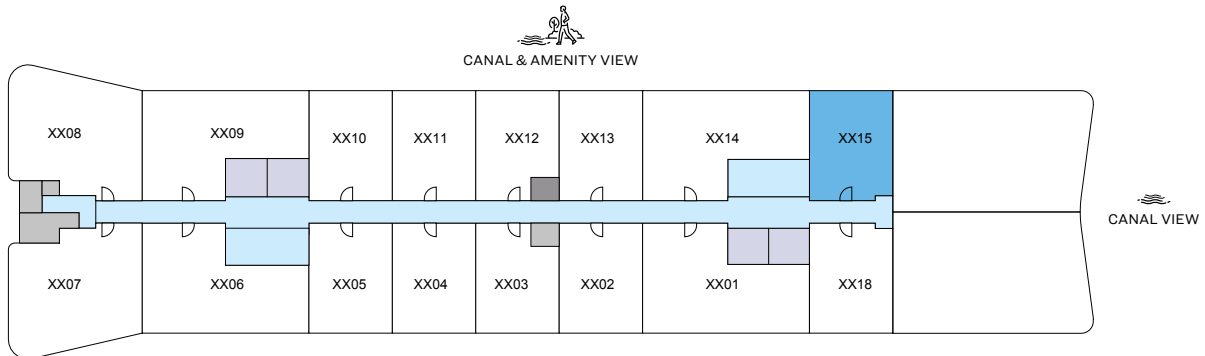 CANAL & AMENITY VIEW
XX08
XX09
XX10
XX11
XX12
XX13
XX14
XX15
CANAL VIEW
XX07
XX06
XX05
XX04
XX03
XX02
XX01
XX18